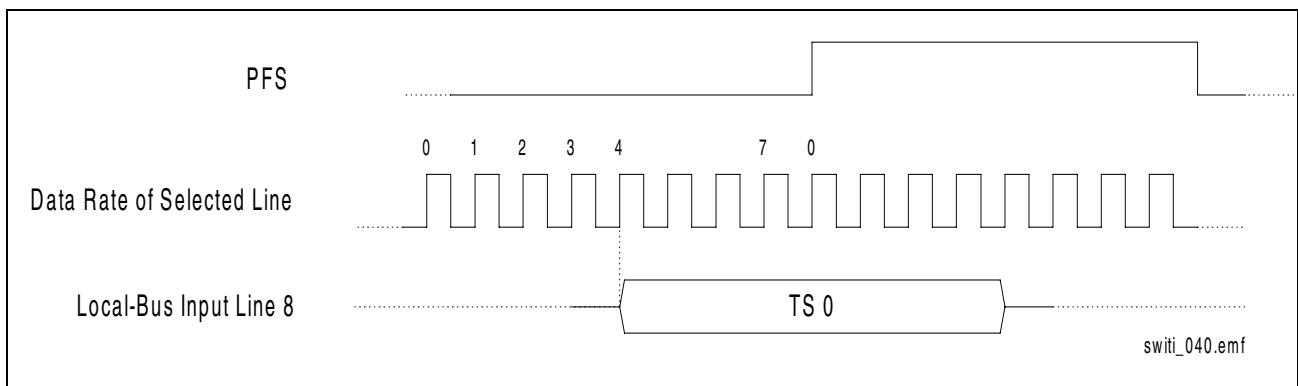 PFS
0 1 2 3 4 7 0
Data Rate of Selected Line
Local-Bus Input Line 8
TS 0
switi_040.emf